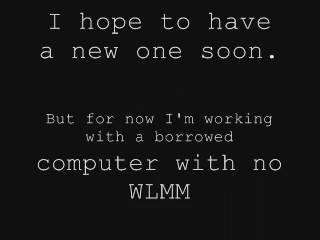 I hope to have
a new one soon.
But for now I'm working
with a borrowed
computer with no
WLMM